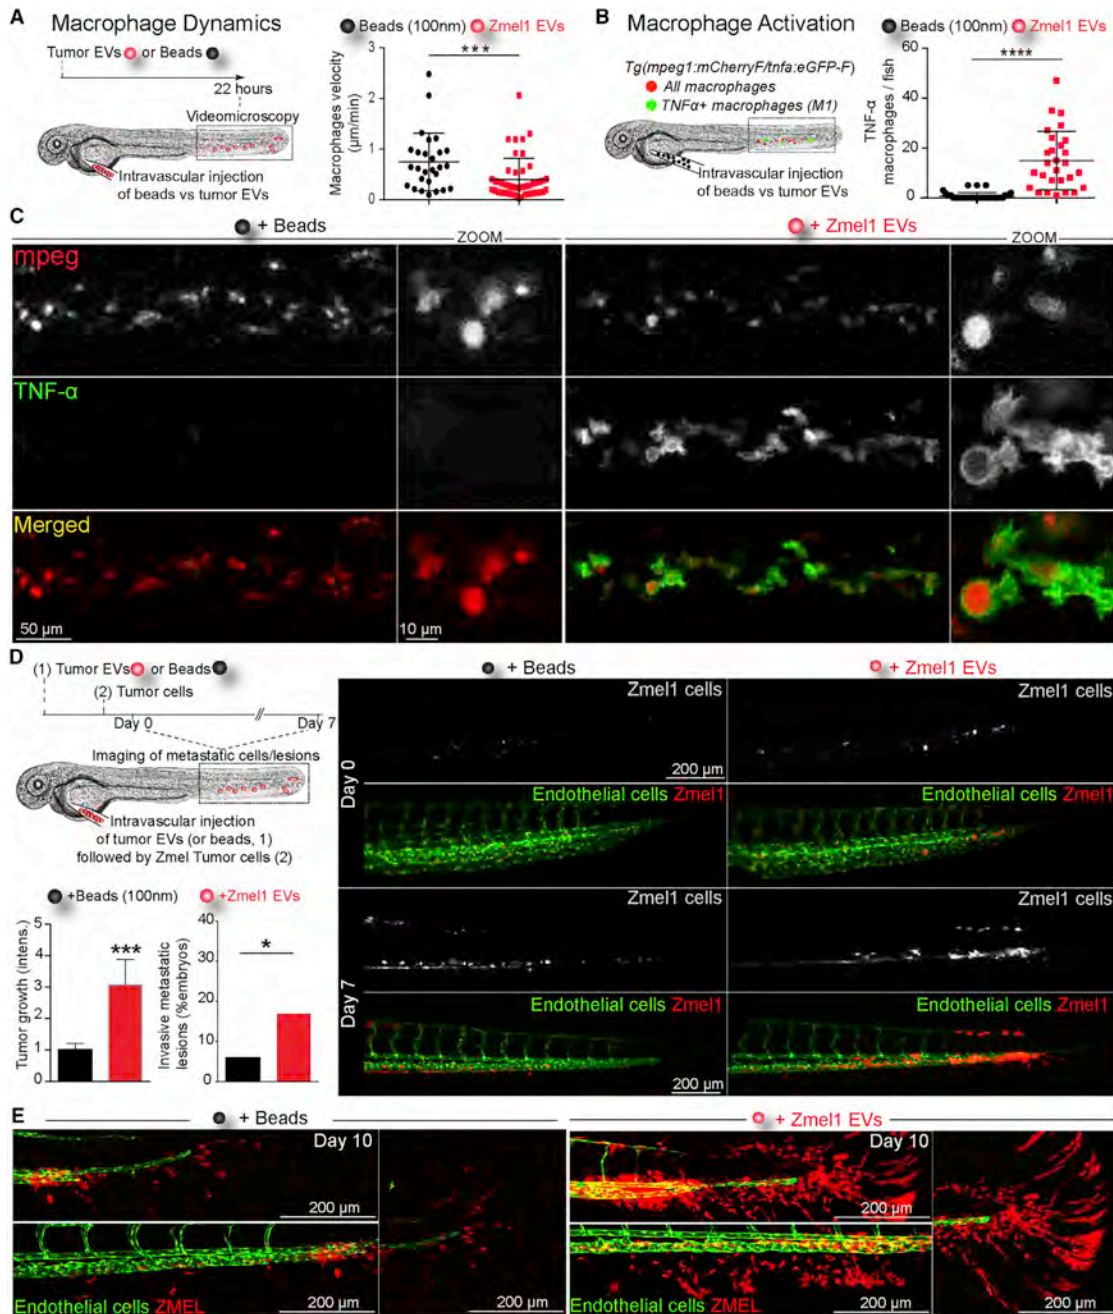 A
Macrophage Dynamics
Tumor EVs or Beads
22 hours
Videomicroscopy
Intravascular injection
of beads vs tumor EVs
Beads (100nm) Zmel1 EVs
***
Macrophages velocity
(µm/min)
3
2
1
0
B
Macrophage Activation
Tg(mpeg1:mCherryF/tnfa:eGFP-F)
All macrophages
TNFα+ macrophages (M1)
Intravascular injection
of beads vs tumor EVs
Beads (100nm) Zmel1 EVs
****
TNF-α
macrophages / fish
60
40
20
0
C
+ Beads
ZOOM
+ Zmel1 EVs
ZOOM
mpeg
TNF-α
Merged
50 µm
10 µm
D
(1) Tumor EVs or Beads
(2) Tumor cells
Day 0
//
Day 7
Imaging of metastatic cells/lesions
Intravascular injection
of tumor EVs (or beads, 1)
followed by Zmel Tumor cells (2)
+Beads (100nm) +Zmel1 EVs
Tumor growth (intens.)
5
4
3
2
1
0
***
Invasive metastatic
lesions (%embryos)
40
30
20
10
0
*
+ Beads
+ Zmel1 EVs
Day 0
Zmel1 cells
Zmel1 cells
200 µm
200 µm
Endothelial cells Zmel1
Endothelial cells Zmel1
Day 7
Zmel1 cells
Zmel1 cells
Endothelial cells Zmel1
Endothelial cells Zmel1
200 µm
200 µm
E
+ Beads
+ Zmel1 EVs
Day 10
Day 10
200 µm
200 µm
Endothelial cells ZMEL
200 µm
200 µm
Endothelial cells ZMEL
200 µm
200 µm